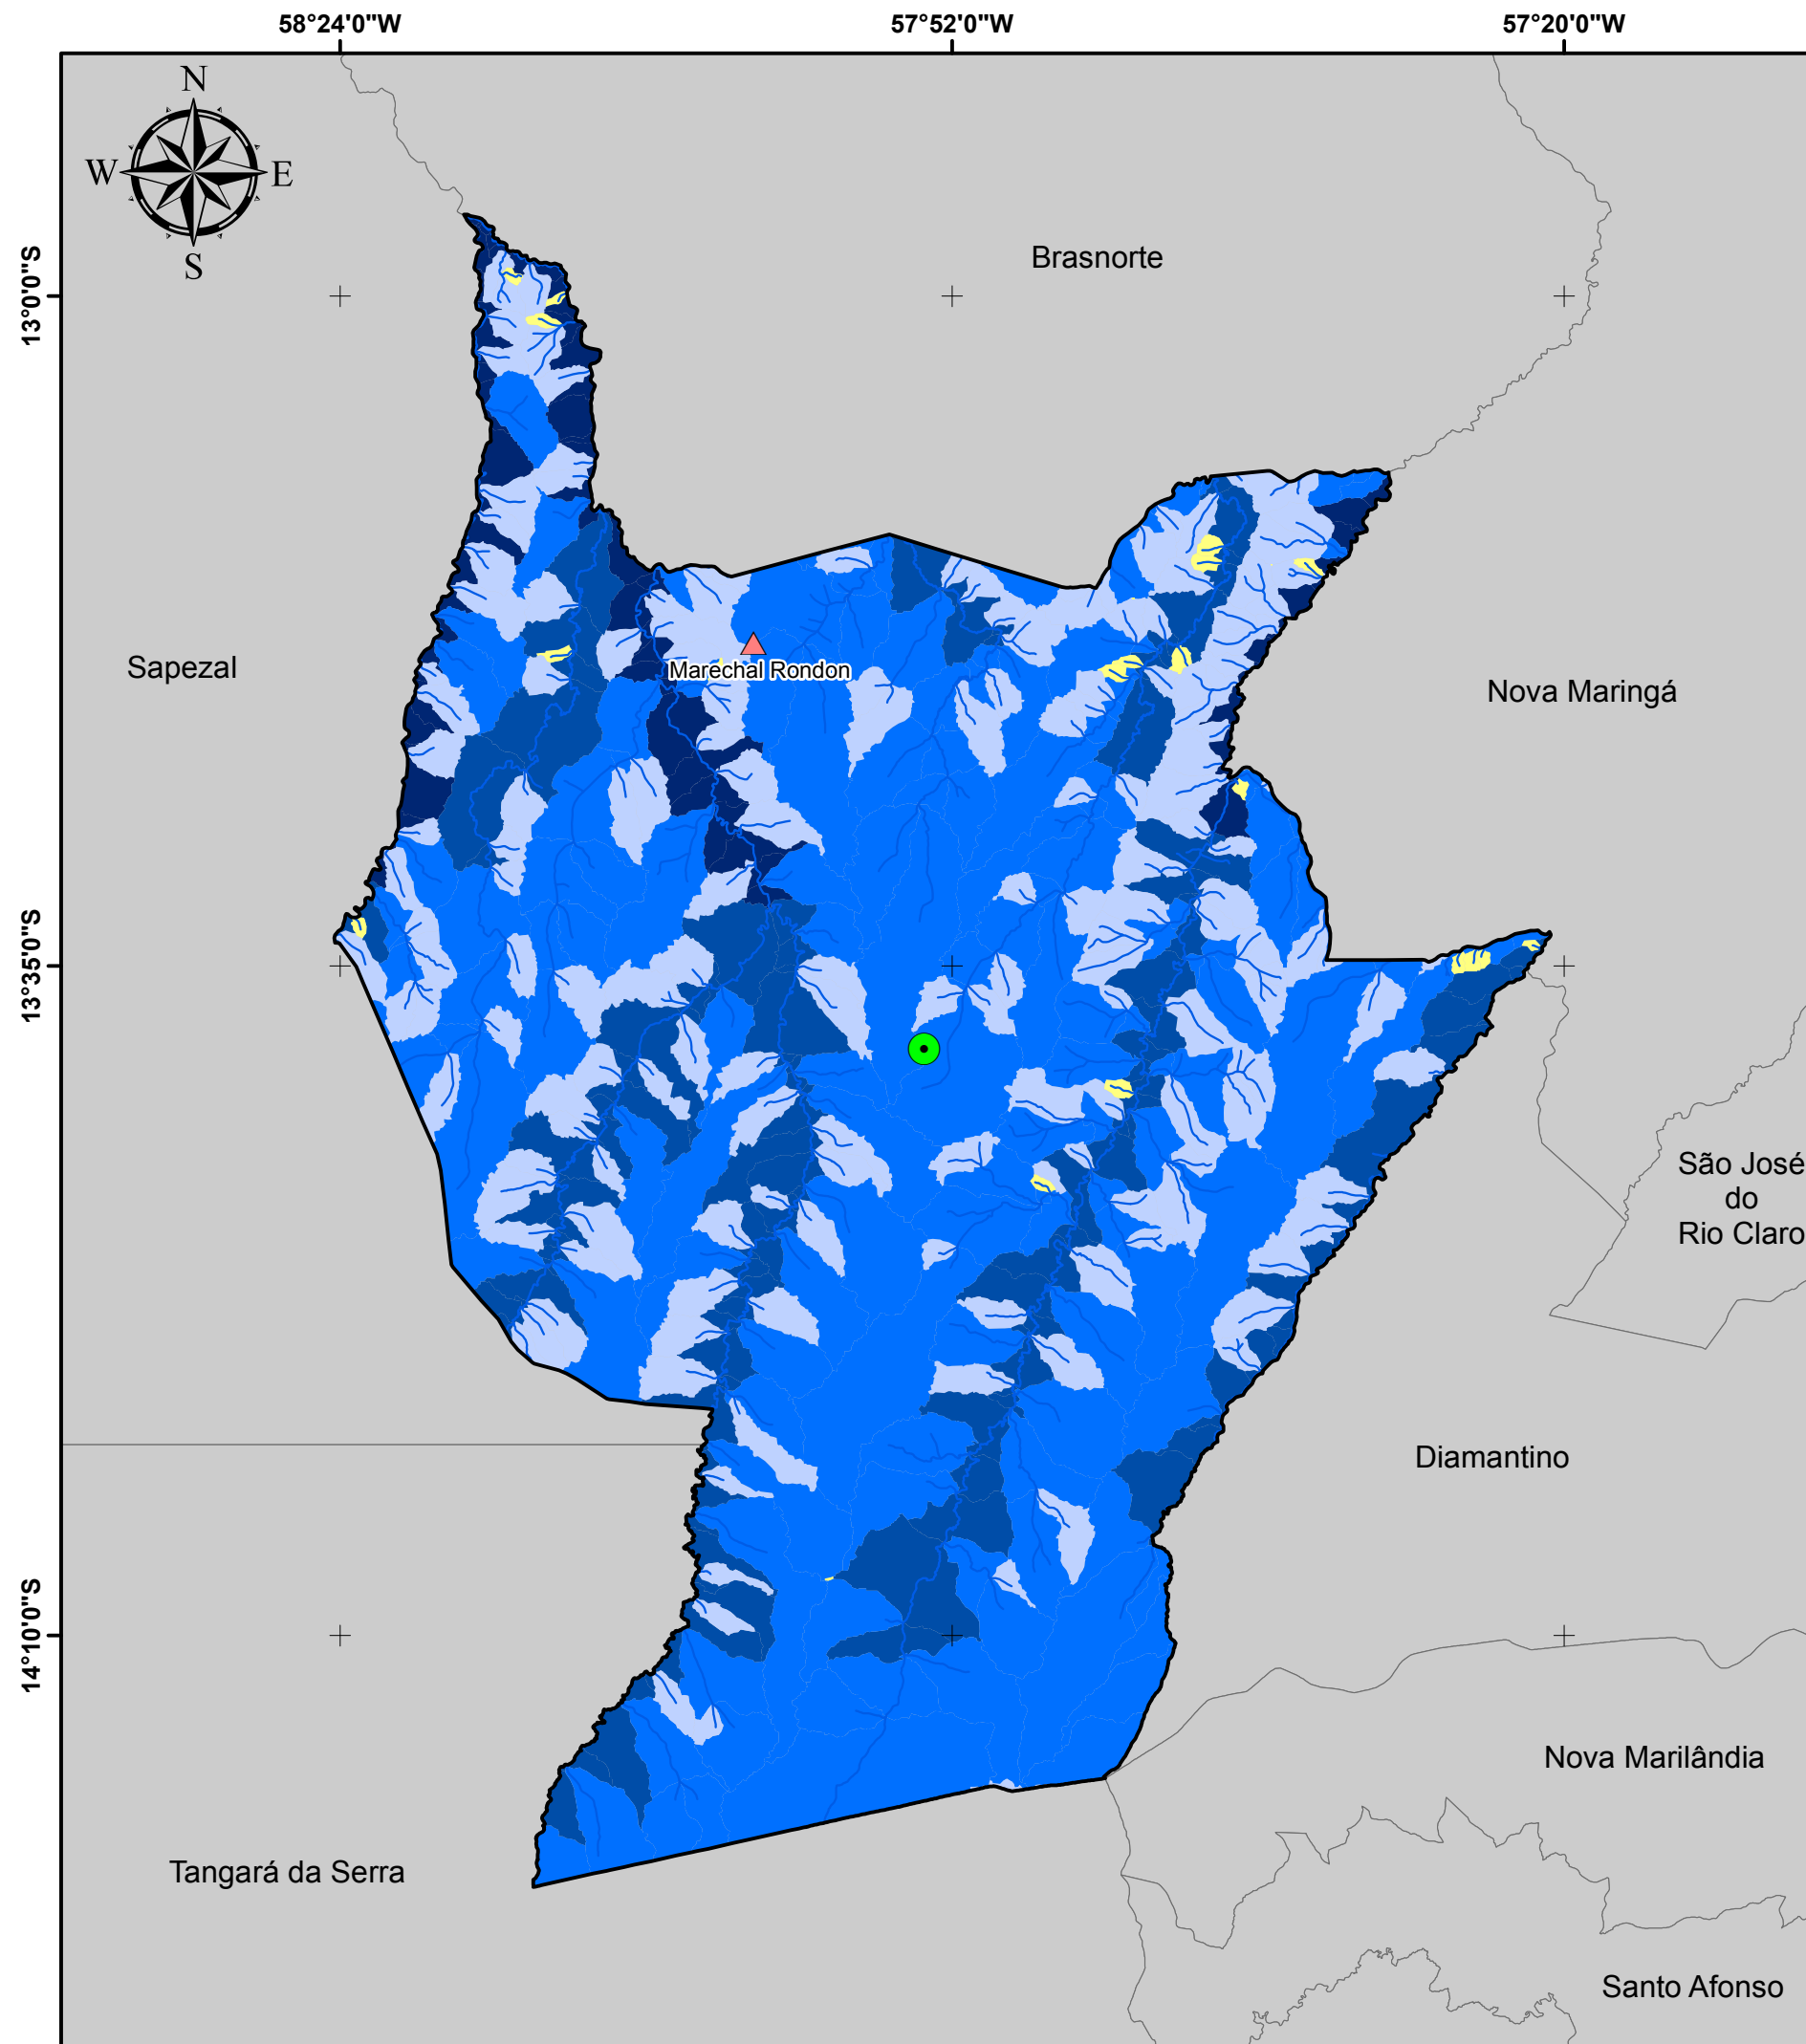 58°24'0"W
57°52'0"W
57°20'0"W
N
W
E
S
13°0'0"S
Brasnorte
Sapezal
Marechal Rondon
Nova Maringá
13°35'0"S
São José
do
Rio Claro
Diamantino
14°10'0"S
Nova Marilândia
Tangará da Serra
Santo Afonso